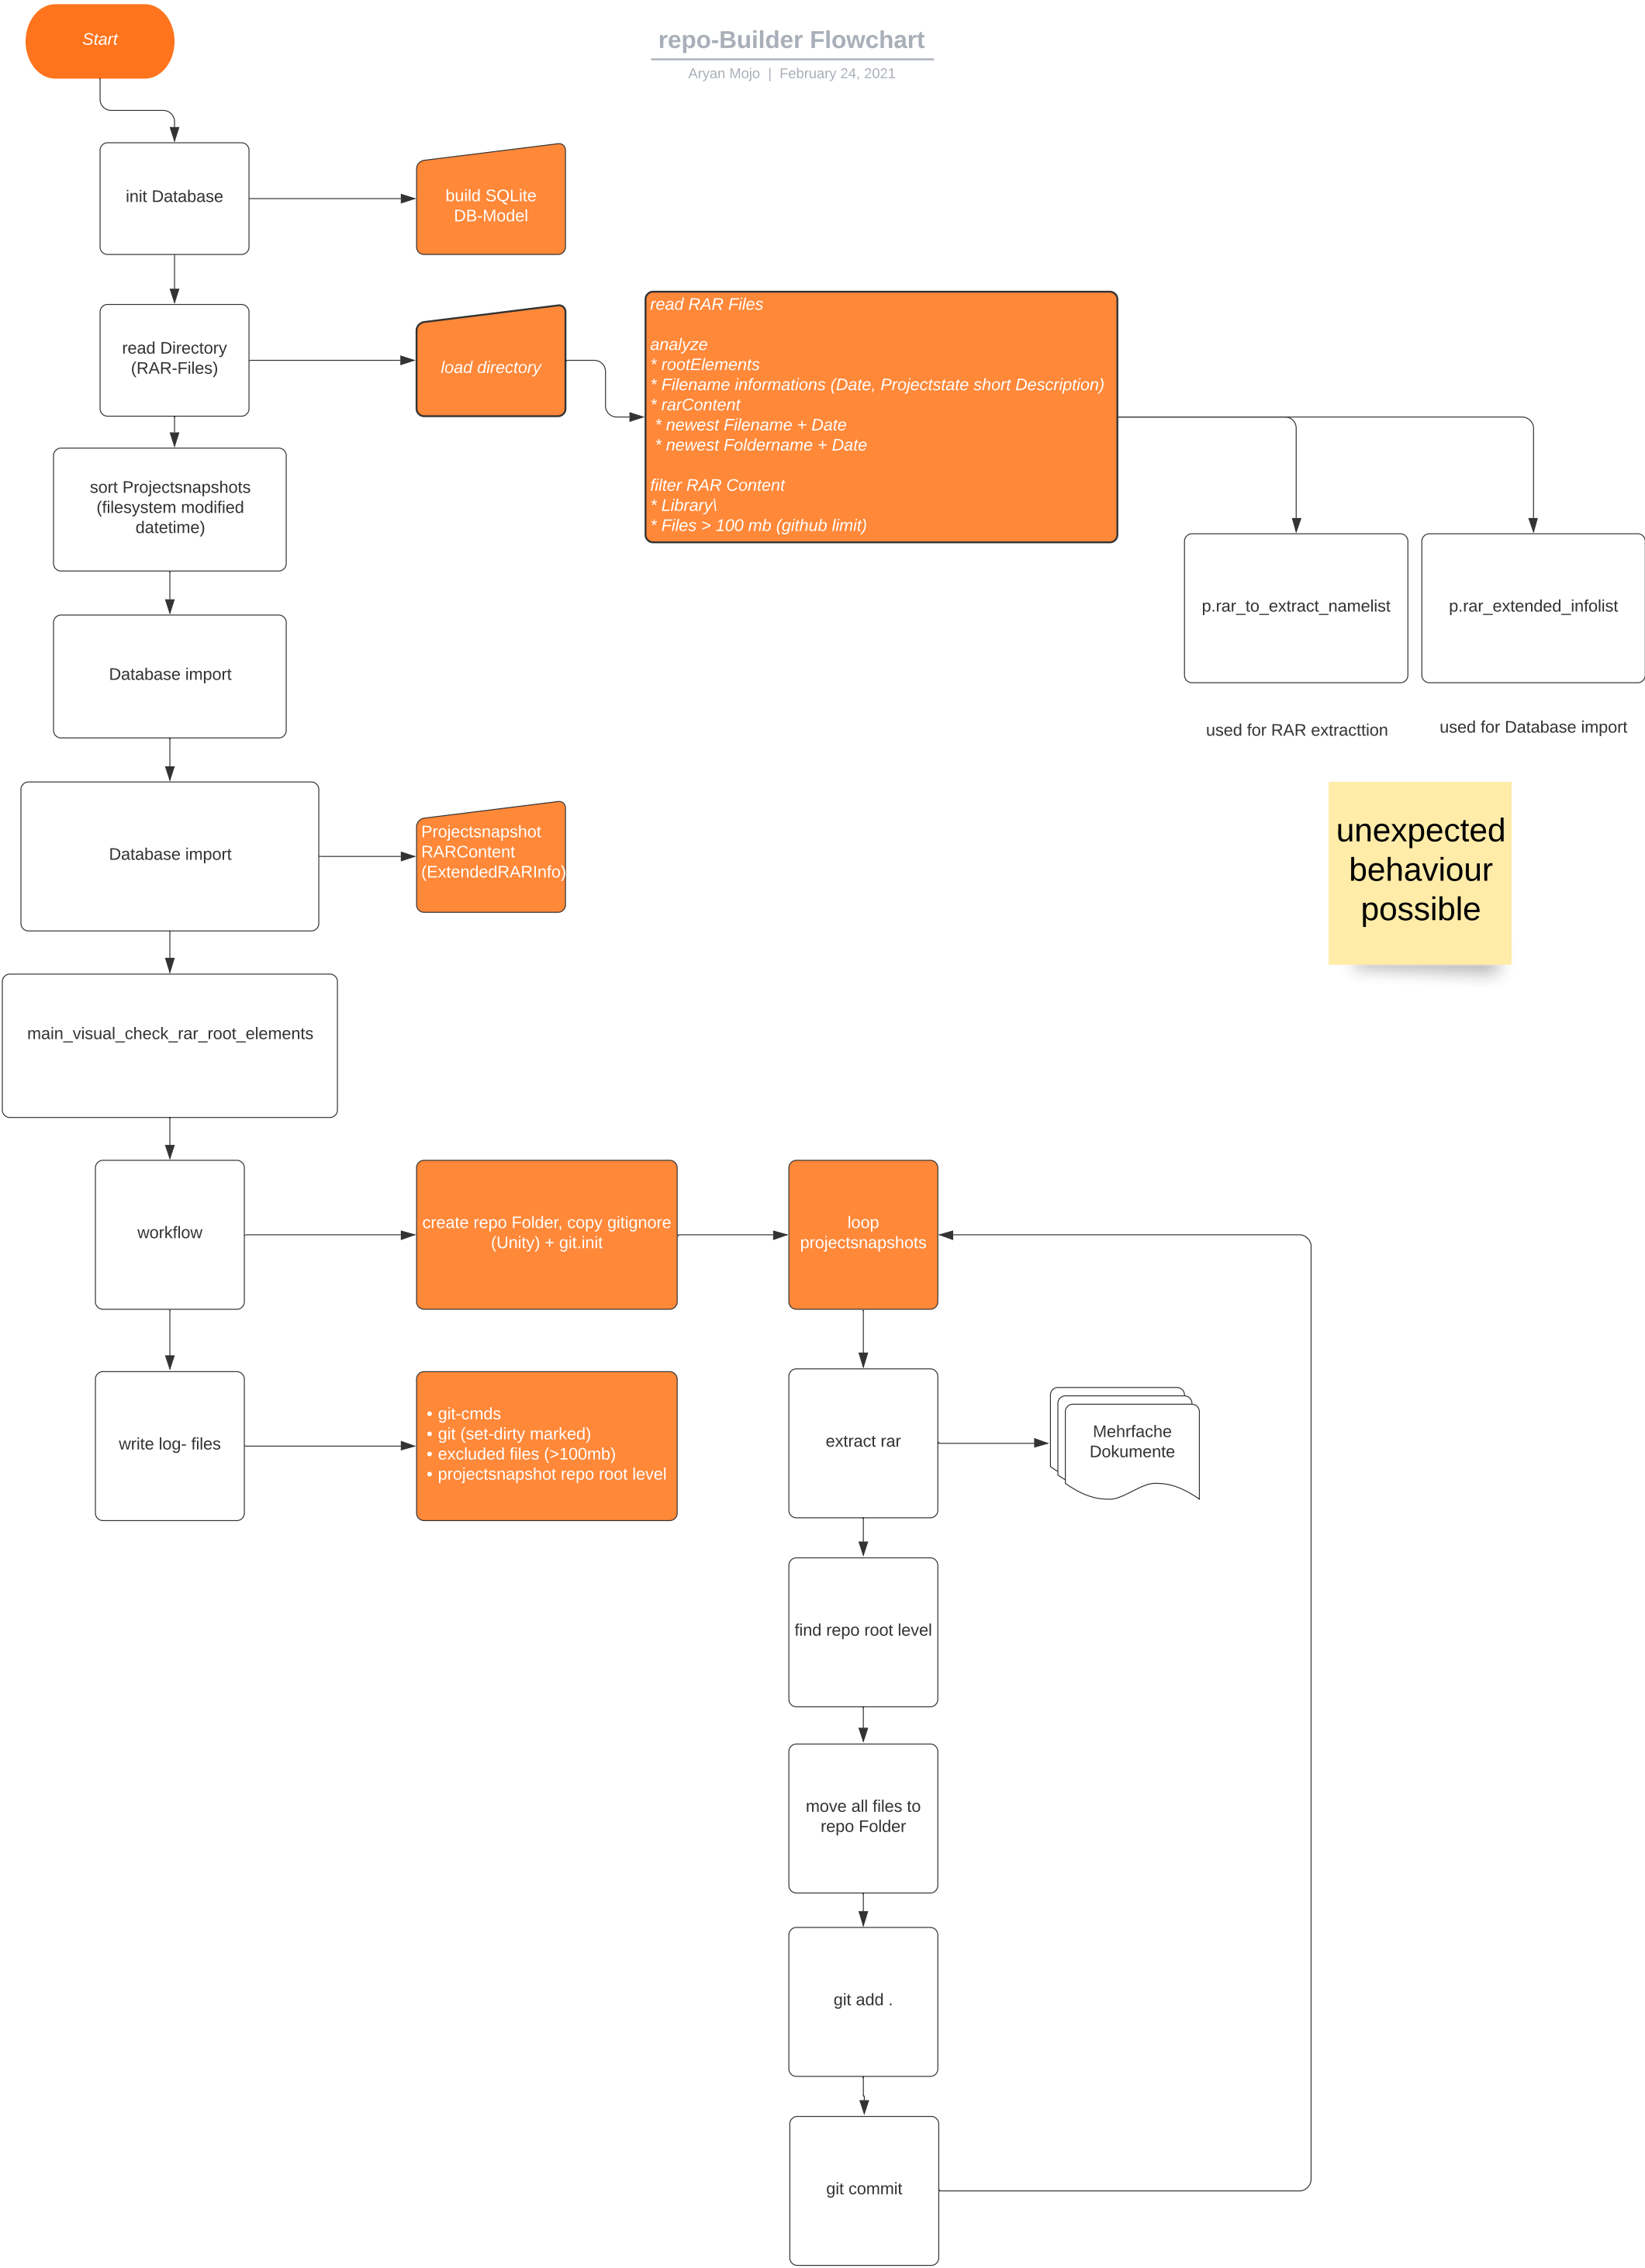 Start
repo-Builder Flowchart
Aryan Mojo | February 24, 2021
init Database
build SQLite
DB-Model
read Directory
(RAR-Files)
load directory
read RAR Files
analyze
* rootElements
* Filename informations (Date, Projectstate short Description)
* rarContent
* newest Filename + Date
* newest Foldername + Date
filter RAR Content
* Library\
* Files > 100 mb (github limit)
sort Projectsnapshots
(filesystem modified
datetime)
p.rar_to_extract_namelist
p.rar_extended_infolist
used for RAR extracttion
used for Database import
Database import
Database import
Projectsnapshot
RARContent
(ExtendedRARInfo)
unexpected
behaviour
possible
main_visual_check_rar_root_elements
workflow
create repo Folder, copy gitignore
(Unity) + git.init
loop
projectsnapshots
write log- files
• git-cmds
• git (set-dirty marked)
• excluded files (>100mb)
• projectsnapshot repo root level
extract rar
Mehrfache
Dokumente
find repo root level
move all files to
repo Folder
git add .
git commit